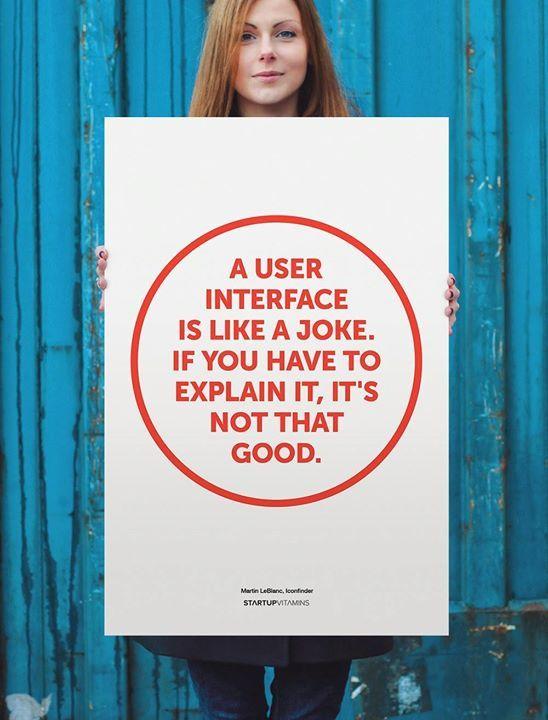 A USER
INTERFACE
IS LIKE A JOKE.
IF YOU HAVE TO
EXPLAIN IT, IT'S
NOT THAT
GOOD.
Martin LeBlanc, Iconfinder
STARTUPVITAMINS